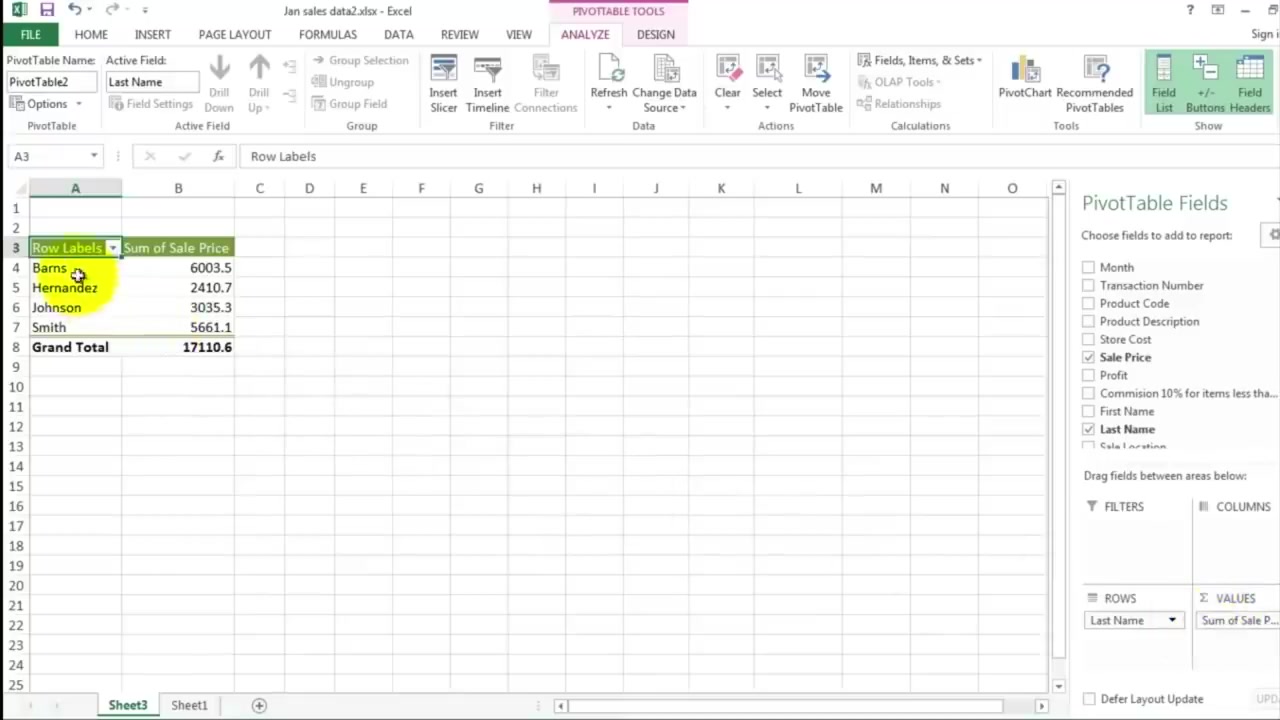 Jan sales data2.xlsx - Excel
PIVOTTABLE TOOLS
?
FILE HOME INSERT PAGE LAYOUT FORMULAS DATA REVIEW VIEW ANALYZE DESIGN Sign i
PivotTable Name:
PivotTable2
Options
PivotTable
Active Field:
Last Name
Field Settings
Drill Down
Drill Up
Active Field
Group Selection
Ungroup
Group Field
Group
Insert Slicer
Insert Timeline
Filter Connections
Filter
Refresh
Change Data Source
Data
Clear
Select
Move PivotTable
Actions
Fields, Items, & Sets
OLAP Tools
Relationships
Calculations
PivotChart
Recommended PivotTables
Tools
Field List
+/- Buttons
Field Headers
Show
A3 fx Row Labels
A B C D E F G H I J K L M N O
1
2
3 Row Labels Sum of Sale Price
4 Barns 6003.5
5 Hernandez 2410.7
6 Johnson 3035.3
7 Smith 5661.1
8 Grand Total 17110.6
9
10
11
12
13
14
15
16
17
18
19
20
21
22
23
24
25
Sheet3 Sheet1
PivotTable Fields
Choose fields to add to report:
Month
Transaction Number
Product Code
Product Description
Store Cost
Sale Price
Profit
Commision 10% for items less tha...
First Name
Last Name
Sale Location
Drag fields between areas below:
FILTERS COLUMNS
ROWS Σ VALUES
Last Name Sum of Sale P...
Defer Layout Update UPD